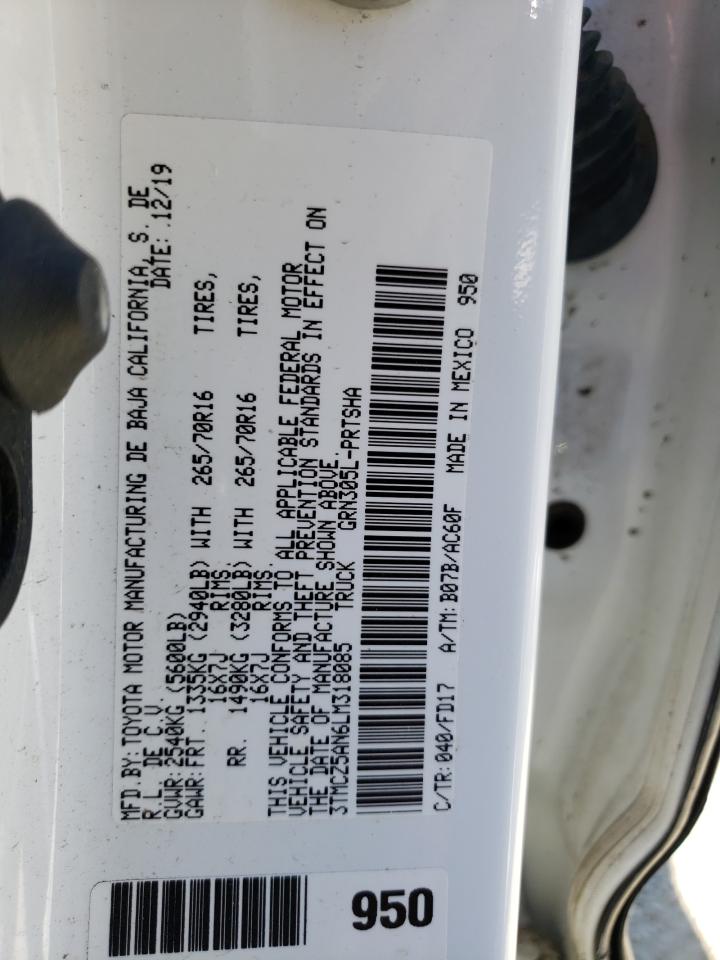 MFD.BY:TOYOTA MOTOR MANUFACTURING DE BAJA CALIFORNIA,S. DE
R.L. DE C.V. DATE: 12/19
GVWR:2540KG (5600LB)
GAWR:FRT. 1335KG (2940LB) WITH 265/70R16 TIRES,
16X7J RIMS,
RR. 1490KG (3280LB) WITH 265/70R16 TIRES,
16X7J RIMS.
THIS VEHICLE CONFORMS TO ALL APPLICABLE FEDERAL MOTOR
VEHICLE SAFETY AND THEFT PREVENTION STANDARDS IN EFFECT ON
THE DATE OF MANUFACTURE SHOWN ABOVE.
3TMCZ5AN6LM318085 TRUCK GRN305L-PRTSHA
C/TR:040/FD17 A/TM:B07B/AC60F MADE IN MEXICO 950
950